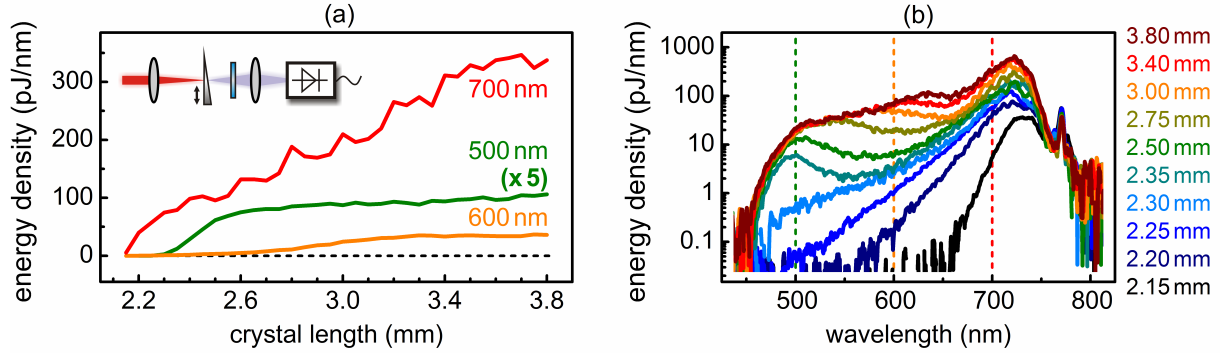 (a)
energy density (pJ/nm)
300
200
100
0
700 nm
500 nm
(x 5)
600 nm
2.2 2.6 3.0 3.4 3.8
crystal length (mm)
(b)
energy density (pJ/nm)
1000
100
10
1
0.1
500 600 700 800
wavelength (nm)
3.80 mm
3.40 mm
3.00 mm
2.75 mm
2.50 mm
2.35 mm
2.30 mm
2.25 mm
2.20 mm
2.15 mm